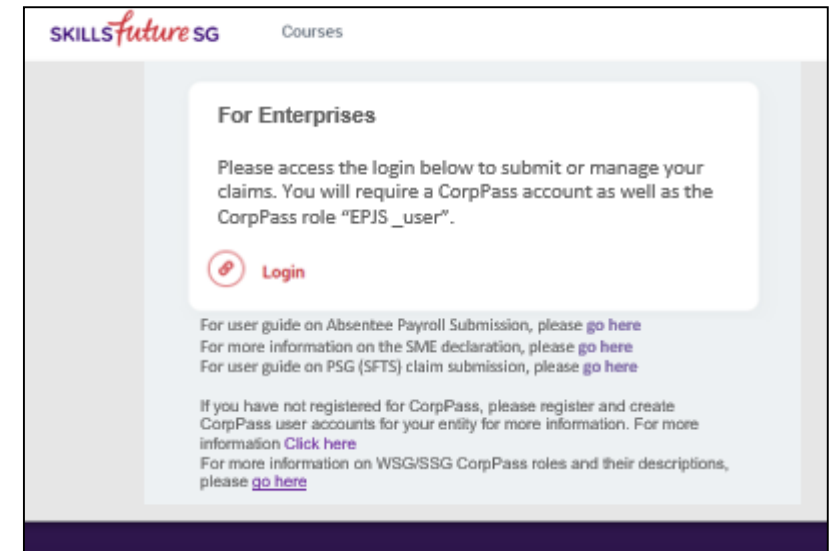 SKILLSfuture SG Courses
For Enterprises
Please access the login below to submit or manage your
claims. You will require a CorpPass account as well as the
CorpPass role “EPJS _user”.
Login
For user guide on Absentee Payroll Submission, please go here
For more information on the SME declaration, please go here
For user guide on PSG (SFTS) claim submission, please go here
If you have not registered for CorpPass, please register and create
CorpPass user accounts for your entity for more information. For more
information Click here
For more information on WSG/SSG CorpPass roles and their descriptions,
please go here